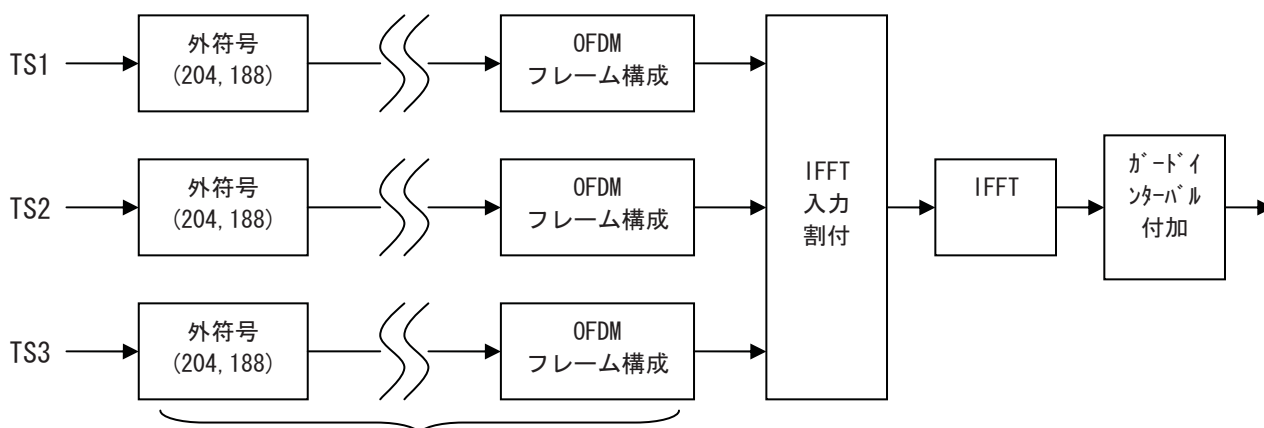 TS1
外符号
(204, 188)
OFDM
フレーム構成
TS2
外符号
(204, 188)
OFDM
フレーム構成
TS3
外符号
(204, 188)
OFDM
フレーム構成
IFFT
入力
割付
IFFT
ｶﾞｰﾄﾞｲ
ﾝﾀｰﾊﾞﾙ
付加